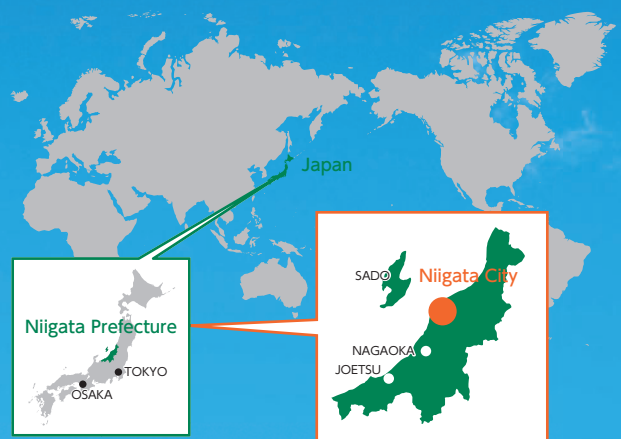 Japan
Niigata Prefecture
TOKYO
OSAKA
SADO
Niigata City
NAGAOKA
JOETSU